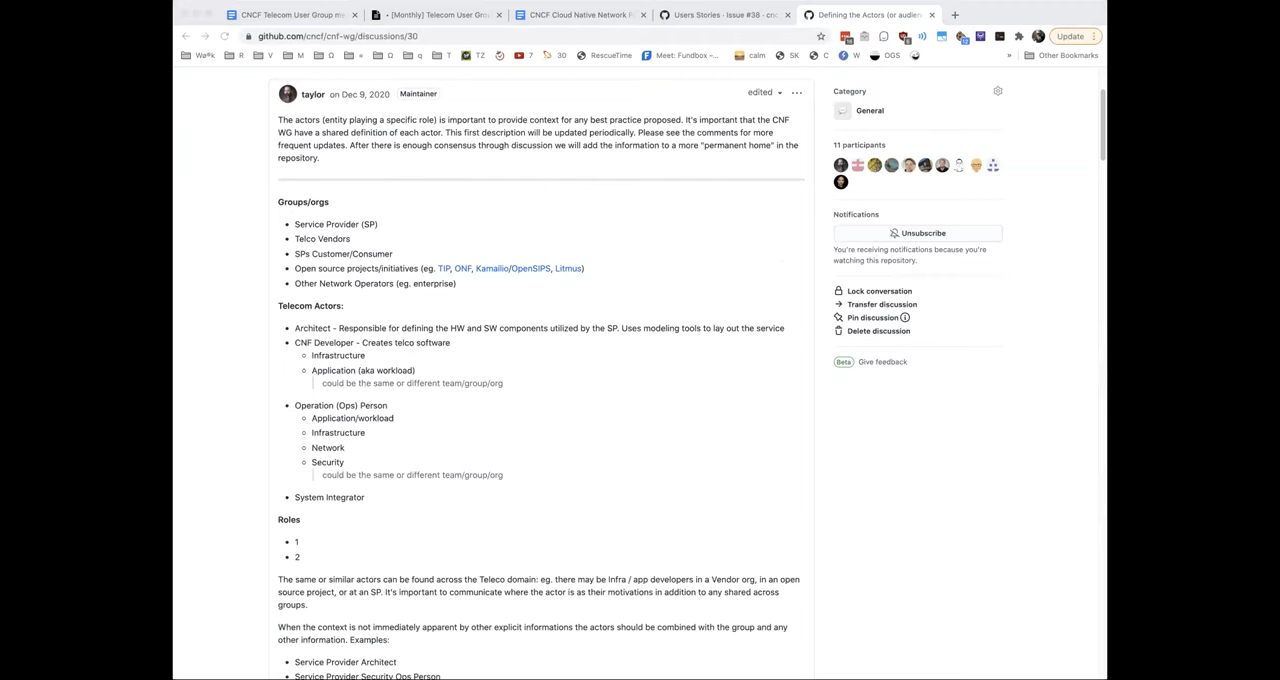 CNCF Telecom User Group me
[Monthly] Telecom User Gro
CNCF Cloud Native Network F
Users Stories · Issue #38 · cnc
Defining the Actors (or audien
github.com/cncf/cnf-wg/discussions/30
Update
R
V
M
Ω
»
Ω
q
T
TZ
7
30
RescueTime
Meet: Fundbox –...
calm
SK
C
W
OGS
»
Other Bookmarks
taylor on Dec 9, 2020 Maintainer
edited
The actors (entity playing a specific role) is important to provide context for any best practice proposed. It's important that the CNF
WG have a shared definition of each actor. This first description will be updated periodically. Please see the comments for more
frequent updates. After there is enough consensus through discussion we will add the information to a more "permanent home" in the
repository.
Groups/orgs
• Service Provider (SP)
• Telco Vendors
• SPs Customer/Consumer
• Open source projects/initiatives (eg. TIP, ONF, Kamailio/OpenSIPS, Litmus)
• Other Network Operators (eg. enterprise)
Telecom Actors:
• Architect - Responsible for defining the HW and SW components utilized by the SP. Uses modeling tools to lay out the service
• CNF Developer - Creates telco software
Infrastructure
Application (aka workload)
could be the same or different team/group/org
• Operation (Ops) Person
Application/workload
Infrastructure
Network
Security
could be the same or different team/group/org
• System Integrator
Roles
• 1
• 2
The same or similar actors can be found across the Teleco domain: eg. there may be Infra / app developers in a Vendor org, in an open
source project, or at an SP. It's important to communicate where the actor is as their motivations in addition to any shared across
groups.
When the context is not immediately apparent by other explicit informations the actors should be combined with the group and any
other information. Examples:
• Service Provider Architect
• Service Provider Security Ops Person
Category
General
11 participants
Notifications
Unsubscribe
You're receiving notifications because you're
watching this repository.
Lock conversation
Transfer discussion
Pin discussion
Delete discussion
Beta Give feedback